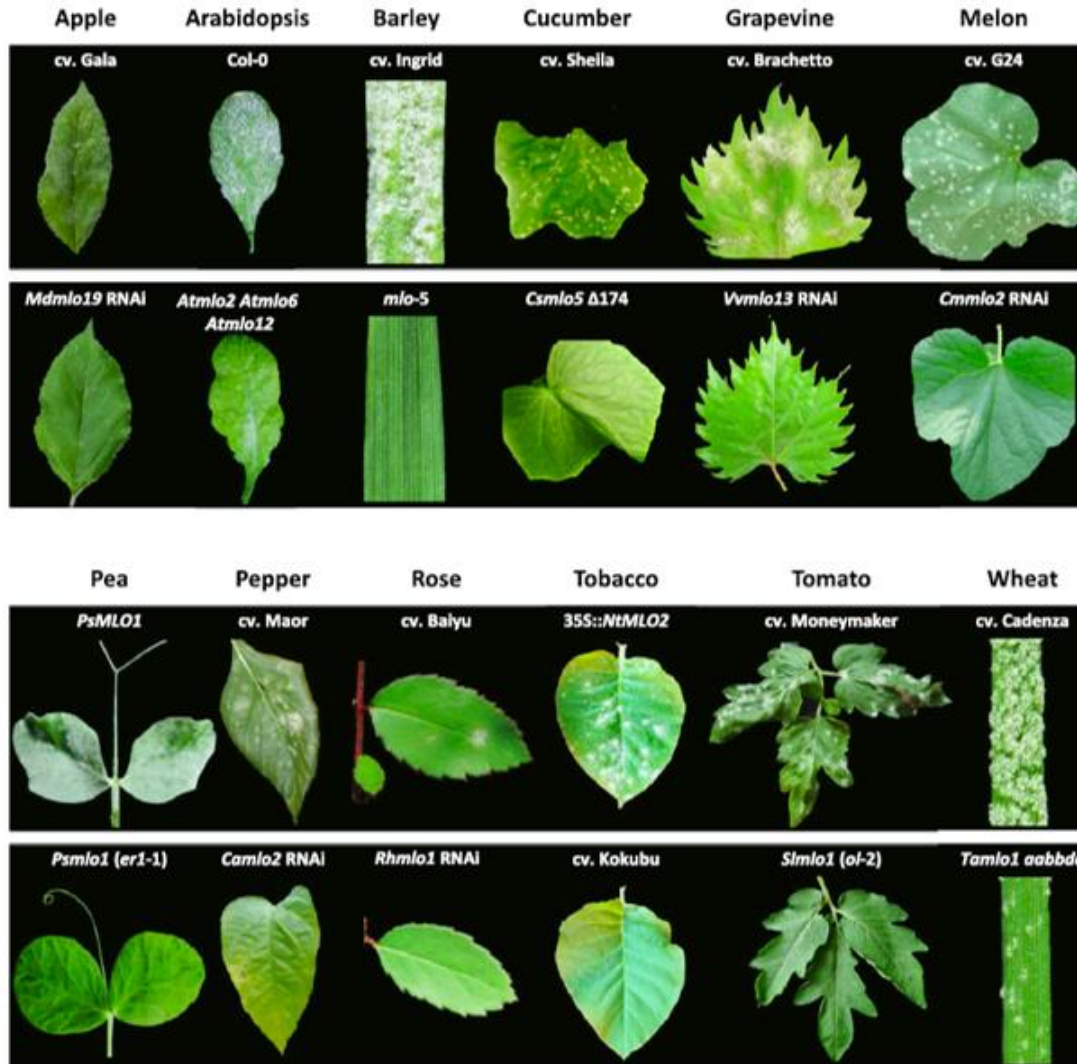 Apple Arabidopsis Barley Cucumber Grapevine Melon
cv. Gala Col-0 cv. Ingrid cv. Sheila cv. Brachetto cv. G24
Mdmlo19 RNAi Atmlo2 Atmlo6 mlo-5 Csmlo5 Δ174 Vvmlo13 RNAi Cmmlo2 RNAi
Atmlo12
Pea Pepper Rose Tobacco Tomato Wheat
PsMLO1 cv. Maor cv. Baiyu 35S::NtMLO2 cv. Moneymaker cv. Cadenza
Psmlo1 (er1-1) Camlo2 RNAi Rhmlo1 RNAi cv. Kokubu Slmlo1 (ol-2) Tamlo1 aabbdd